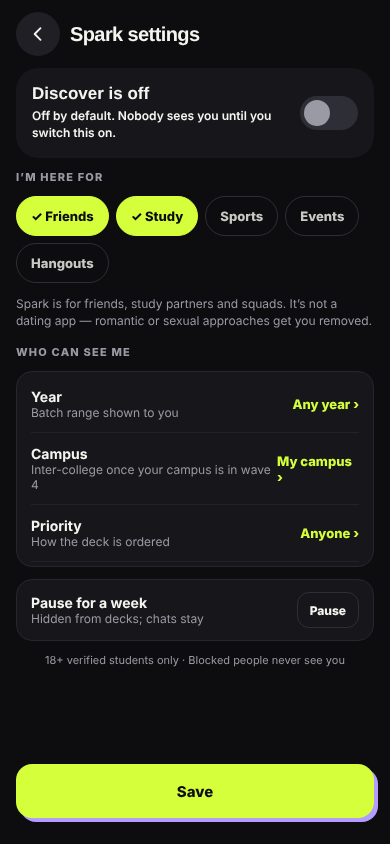 Spark settings
Discover is off
Off by default. Nobody sees you until you
switch this on.
I'M HERE FOR
✓ Friends
✓ Study
Sports
Events
Hangouts
Spark is for friends, study partners and squads. It's not a
dating app — romantic or sexual approaches get you removed.
WHO CAN SEE ME
Year
Batch range shown to you
Any year ›
Campus
Inter-college once your campus is in wave
4
My campus
›
Priority
How the deck is ordered
Anyone ›
Pause for a week
Hidden from decks; chats stay
Pause
18+ verified students only · Blocked people never see you
Save